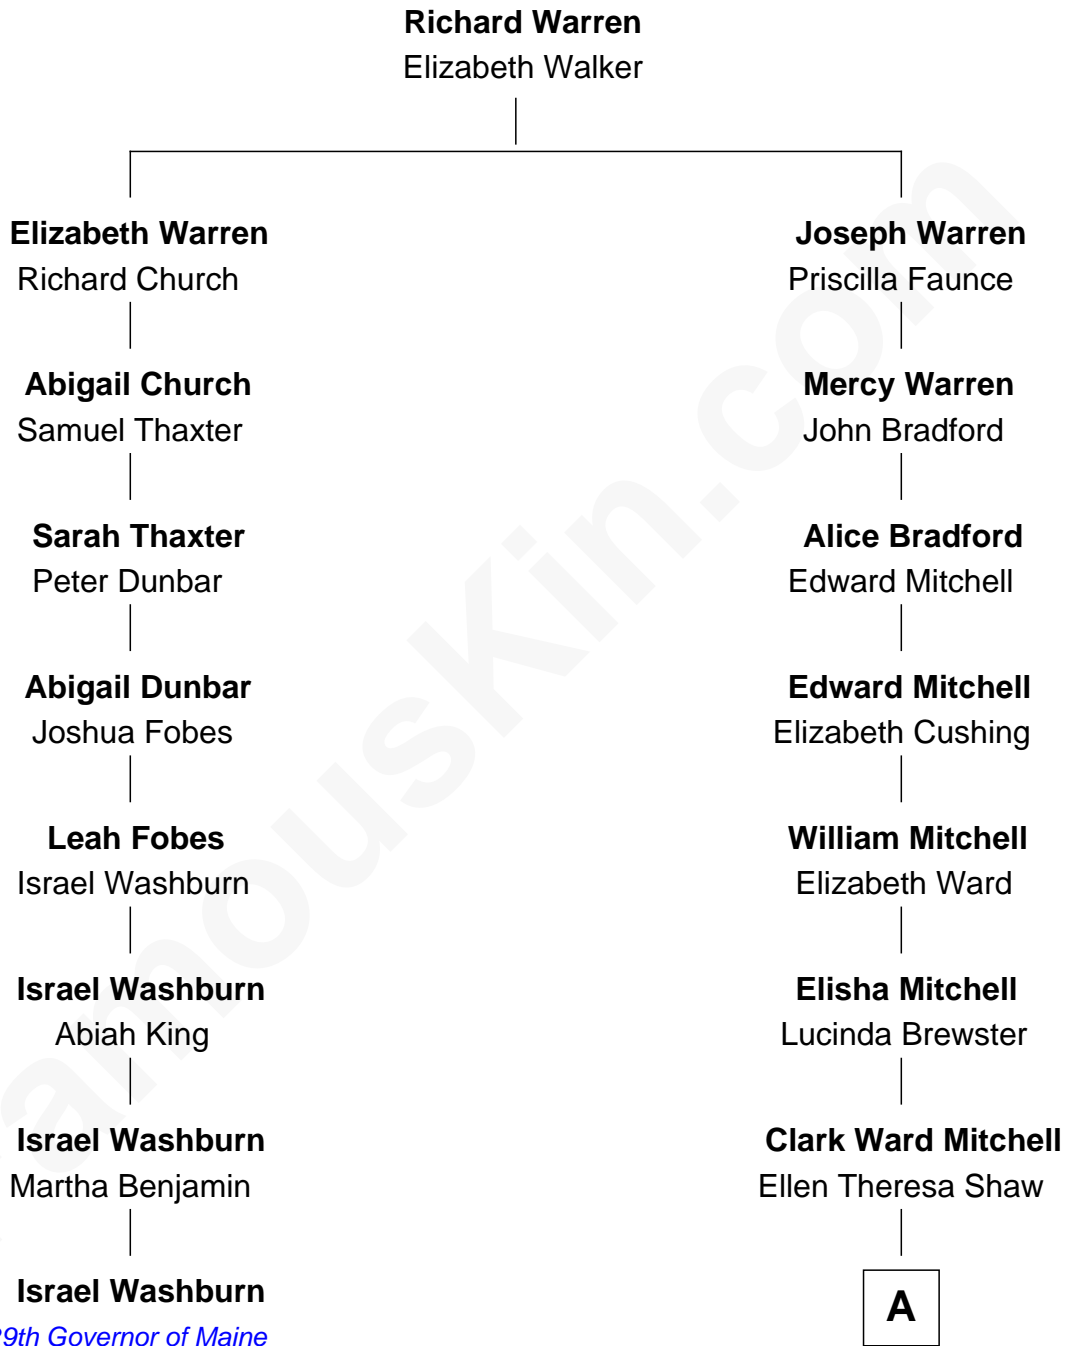 Richard Warren
Elizabeth Walker
Elizabeth Warren
Richard Church
Joseph Warren
Priscilla Faunce
Abigail Church
Samuel Thaxter
Mercy Warren
John Bradford
Sarah Thaxter
Peter Dunbar
Alice Bradford
Edward Mitchell
Abigail Dunbar
Joshua Fobes
Edward Mitchell
Elizabeth Cushing
Leah Fobes
Israel Washburn
William Mitchell
Elizabeth Ward
Israel Washburn
Abiah King
Elisha Mitchell
Lucinda Brewster
Israel Washburn
Martha Benjamin
Clark Ward Mitchell
Ellen Theresa Shaw
Israel Washburn
9th Governor of Maine
A
amouskin.com